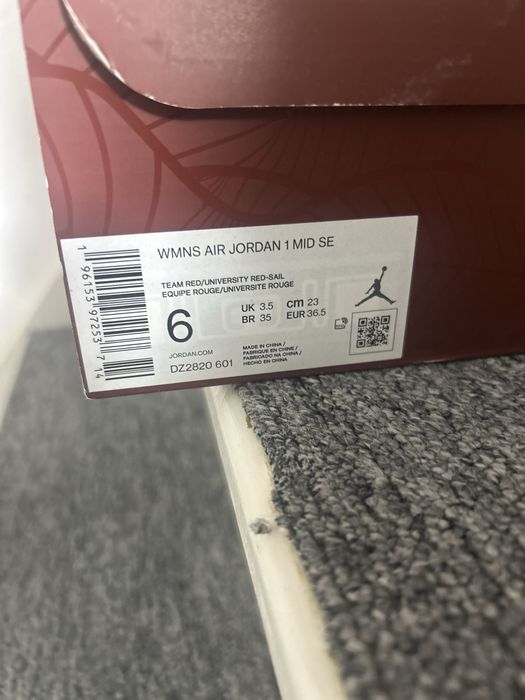 WMNS AIR JORDAN 1 MID SE
TEAM RED/UNIVERSITY RED-SAIL
EQUIPE ROUGE/UNIVERSITE ROUGE
6
UK 3.5 cm 23
BR 35 EUR 36.5
JORDAN.COM
DZ2820 601
MADE IN CHINA /
FABRIQUE EN CHINE /
FABRICADO NA CHINA /
HECHO EN CHINA
1 96153 97253 7 14